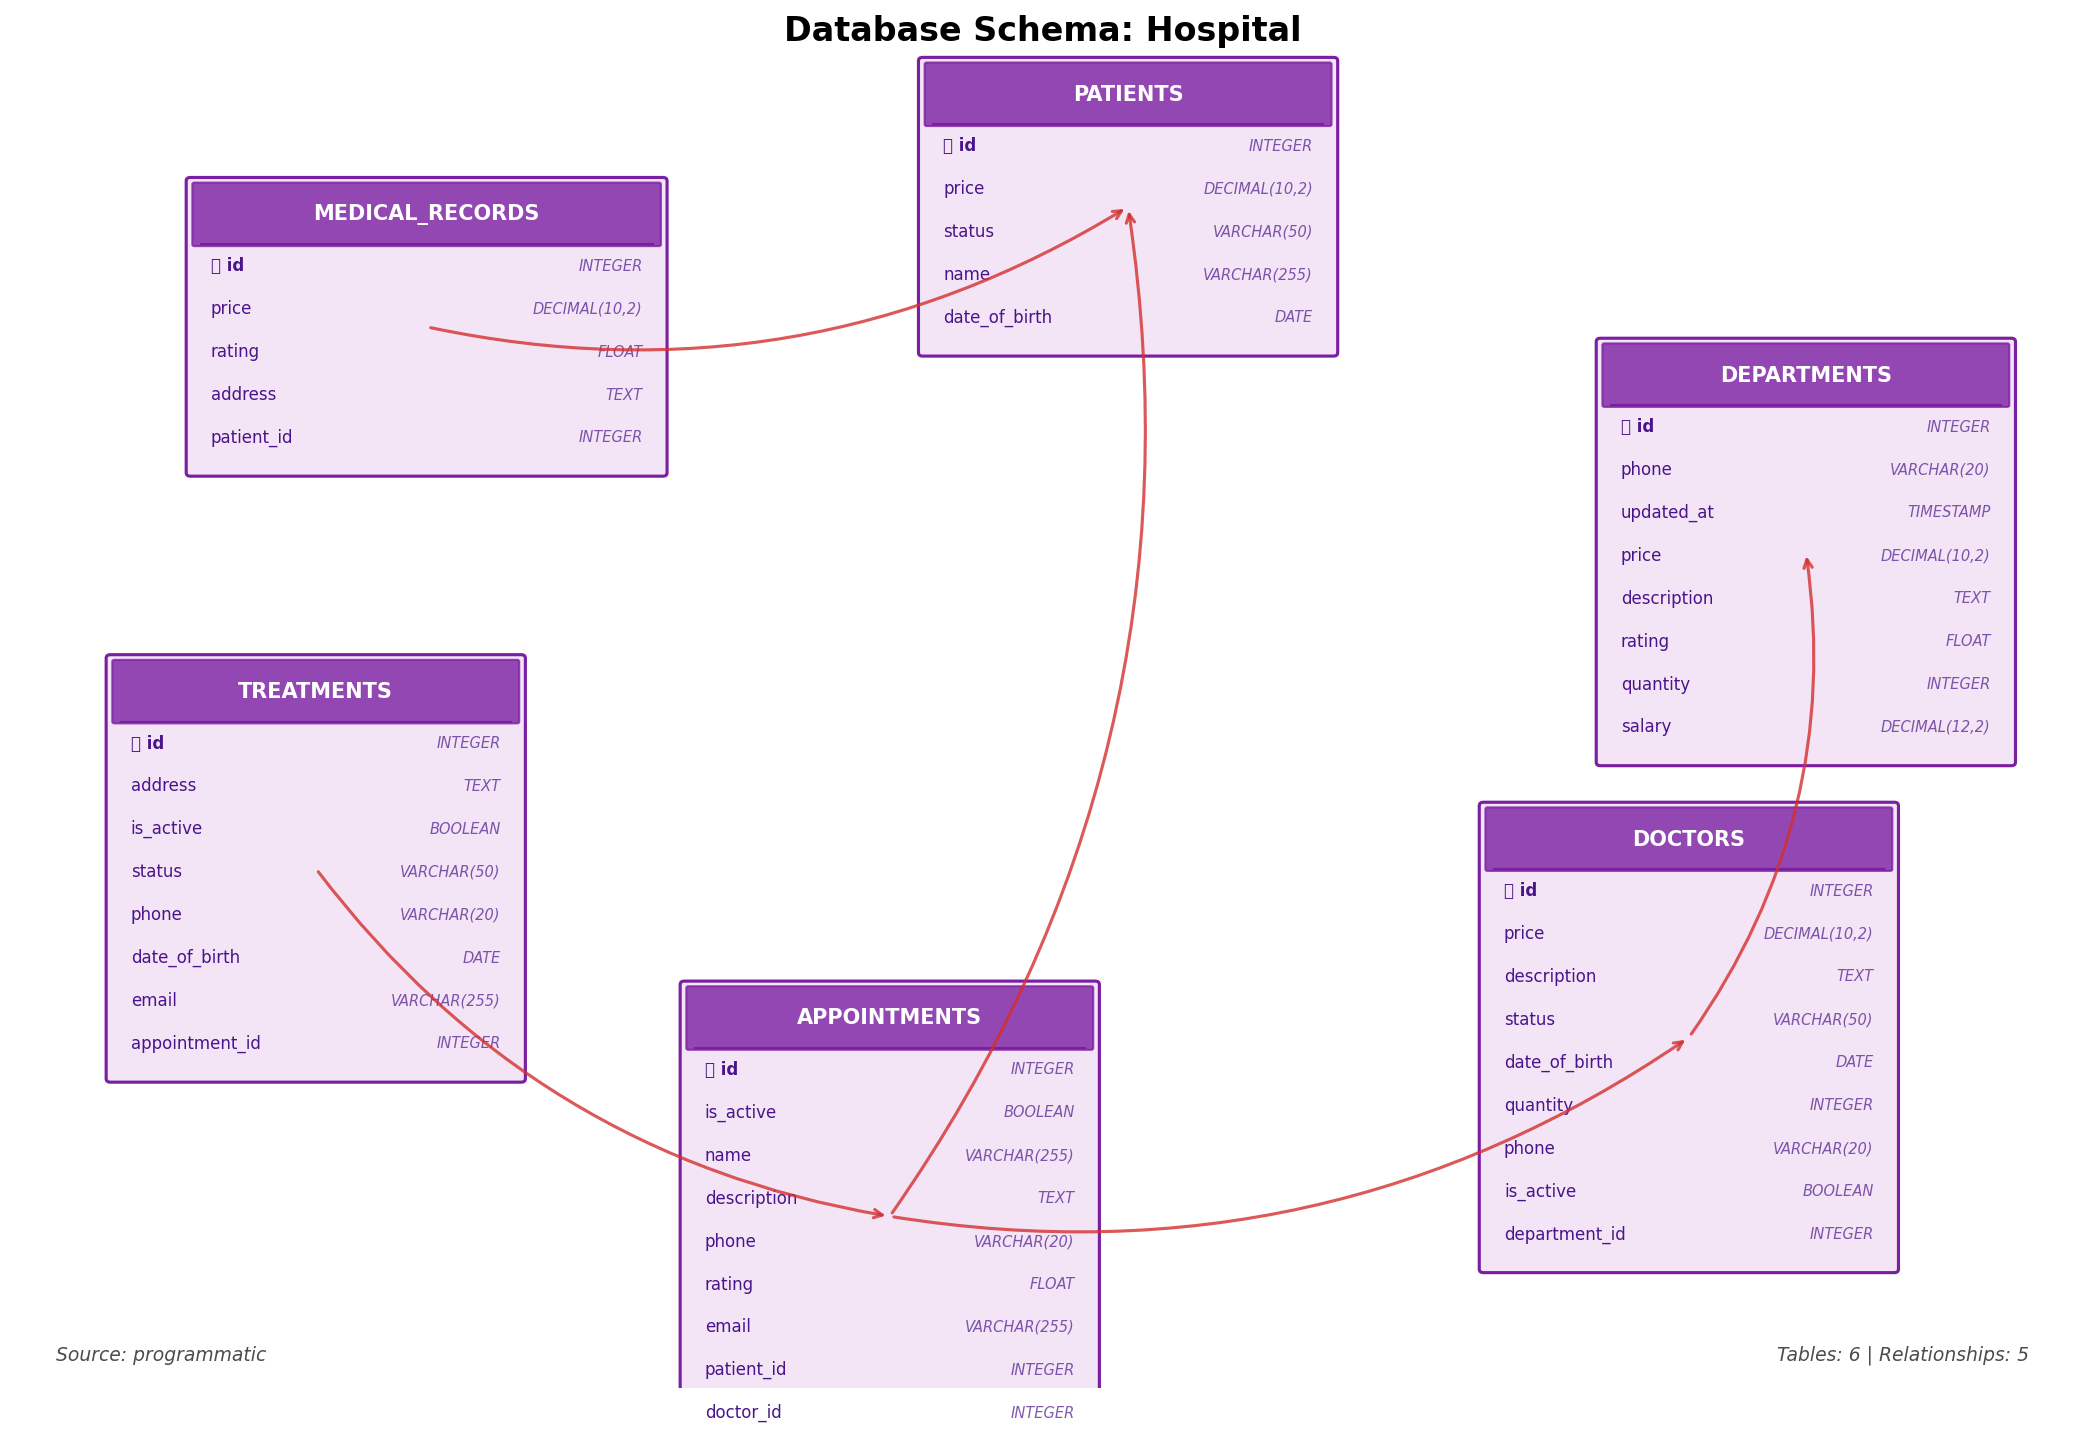 Database Schema: Hospital
PATIENTS
id INTEGER
price DECIMAL(10,2)
status VARCHAR(50)
name VARCHAR(255)
date_of_birth DATE
MEDICAL_RECORDS
id INTEGER
price DECIMAL(10,2)
rating FLOAT
address TEXT
patient_id INTEGER
DEPARTMENTS
id INTEGER
phone VARCHAR(20)
updated_at TIMESTAMP
price DECIMAL(10,2)
description TEXT
rating FLOAT
quantity INTEGER
salary DECIMAL(12,2)
TREATMENTS
id INTEGER
address TEXT
is_active BOOLEAN
status VARCHAR(50)
phone VARCHAR(20)
date_of_birth DATE
email VARCHAR(255)
appointment_id INTEGER
DOCTORS
id INTEGER
price DECIMAL(10,2)
description TEXT
status VARCHAR(50)
date_of_birth DATE
quantity INTEGER
phone VARCHAR(20)
is_active BOOLEAN
department_id INTEGER
APPOINTMENTS
id INTEGER
is_active BOOLEAN
name VARCHAR(255)
description TEXT
phone VARCHAR(20)
rating FLOAT
email VARCHAR(255)
patient_id INTEGER
doctor_id INTEGER
Source: programmatic
Tables: 6 | Relationships: 5